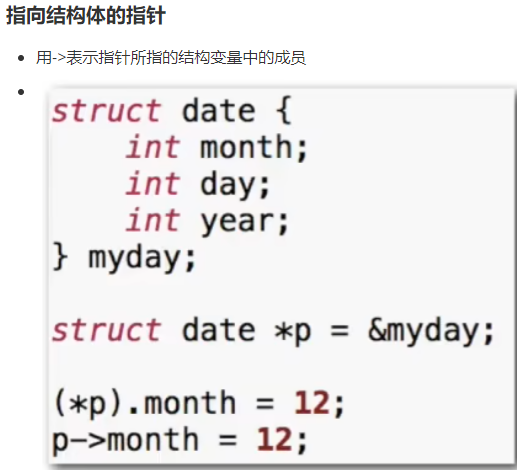 指向结构体的指针
用->表示指针所指的结构变量中的成员
struct date {
    int month;
    int day;
    int year;
} myday;
struct date *p = &myday;
(*p).month = 12;
p->month = 12;